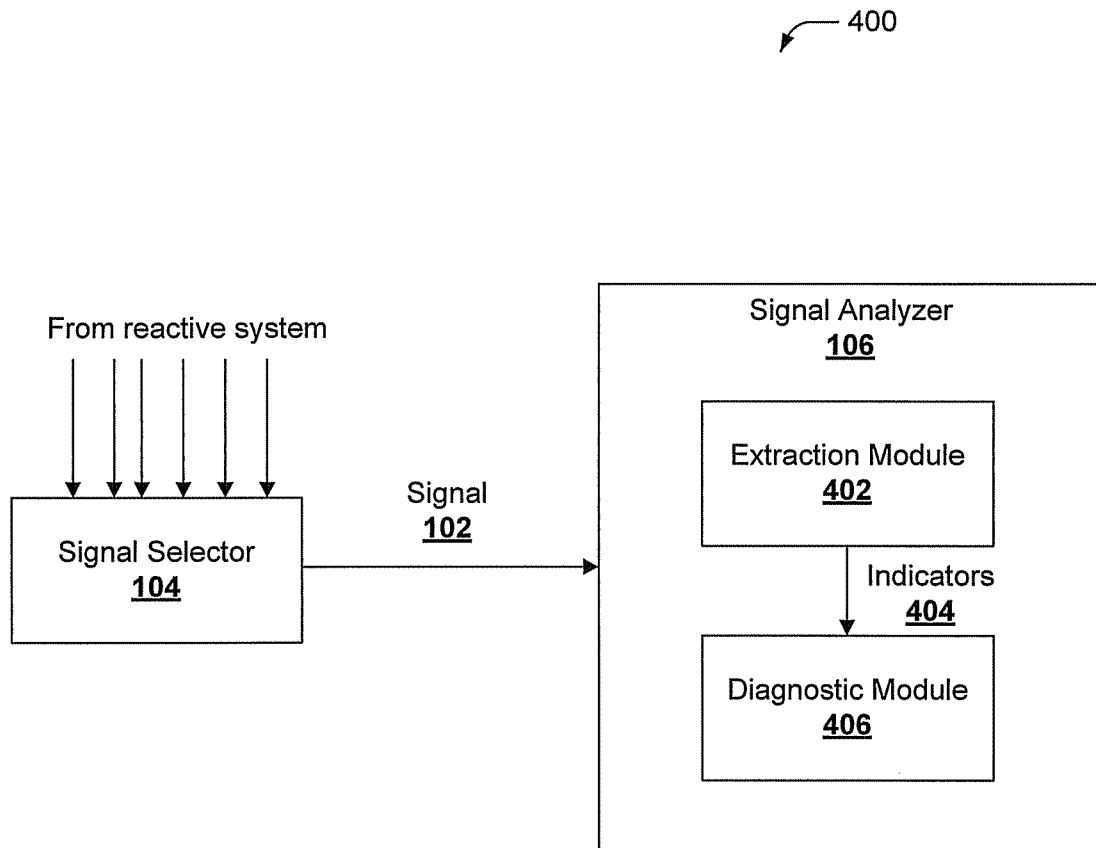 400
From reactive system
Signal Selector
104
Signal
102
Signal Analyzer
106
Extraction Module
402
Indicators
404
Diagnostic Module
406